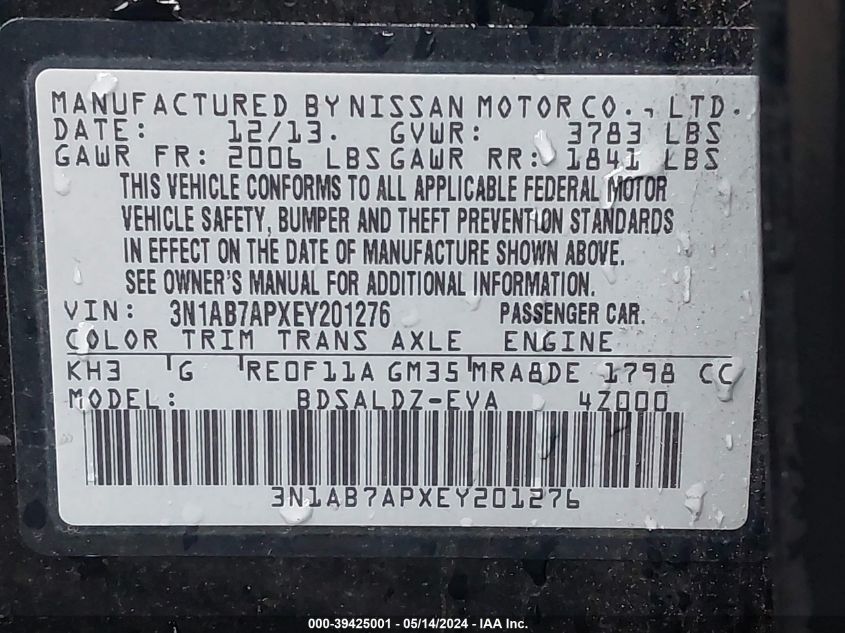 MANUFACTURED BY NISSAN MOTOR CO., LTD.
DATE: 12/13. GVWR: 3783 LBS
GAWR FR: 2006 LBS GAWR RR: 1841 LBS
THIS VEHICLE CONFORMS TO ALL APPLICABLE FEDERAL MOTOR
VEHICLE SAFETY, BUMPER AND THEFT PREVENTION STANDARDS
IN EFFECT ON THE DATE OF MANUFACTURE SHOWN ABOVE.
SEE OWNER'S MANUAL FOR ADDITIONAL INFORMATION.
VIN: 3N1AB7APXEY201276 PASSENGER CAR.
COLOR TRIM TRANS AXLE ENGINE
KH3 G RE0F11A GM35 MRA8DE 1798 CC
MODEL: BDSALDZ-EVA 4Z000
3N1AB7APXEY201276
000-39425001 - 05/14/2024 - IAA Inc.